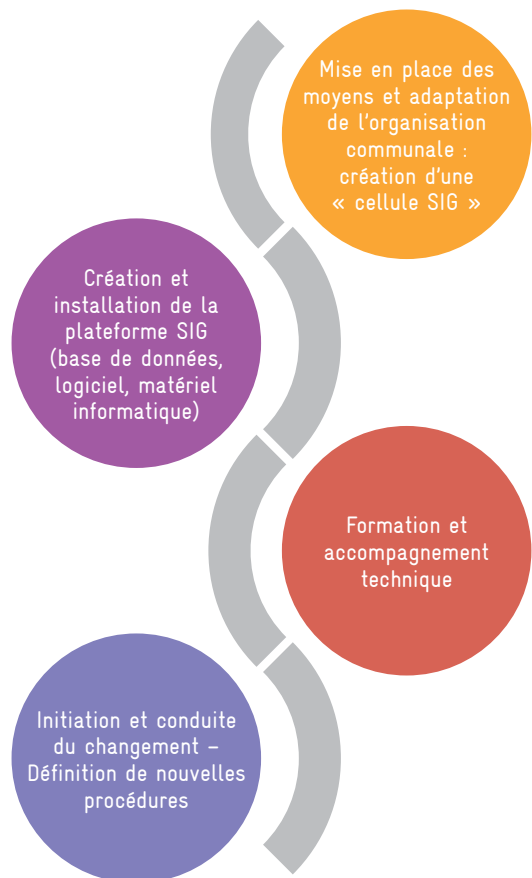 Mise en place des
moyens et adaptation
de l'organisation
communale :
création d'une
« cellule SIG »
Création et
installation de la
plateforme SIG
(base de données,
logiciel, matériel
informatique)
Formation et
accompagnement
technique
Initiation et conduite
du changement –
Définition de nouvelles
procédures